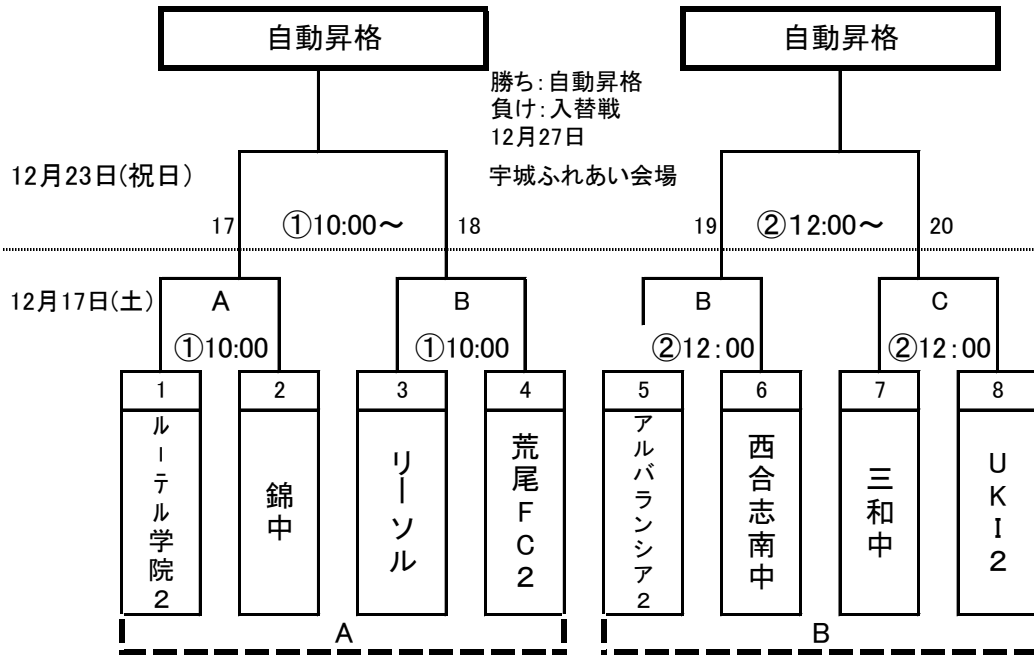 自動昇格
自動昇格
勝ち:自動昇格
負け:入替戦
12月27日
12月23日(祝日)
宇城ふれあい会場
17
①10:00～
18
19
②12:00～
20
12月17日(土)
A
B
B
C
①10:00
①10:00
②12:00
②12:00
1
2
3
4
5
6
7
8
ルーテル学院2
錦中
リーソル
荒尾FC2
アルバランシア2
西合志南中
三和中
UKI2
A
B